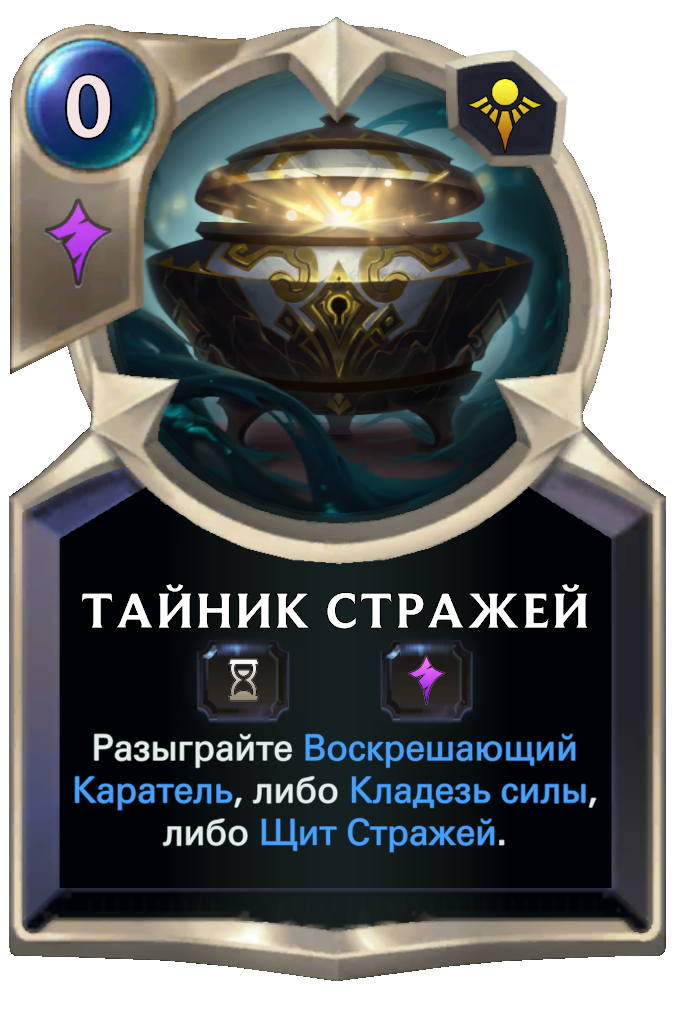 0
ТАЙНИК СТРАЖЕЙ
Разыграйте Воскрешающий
Каратель, либо Кладезь силы,
либо Щит Стражей.